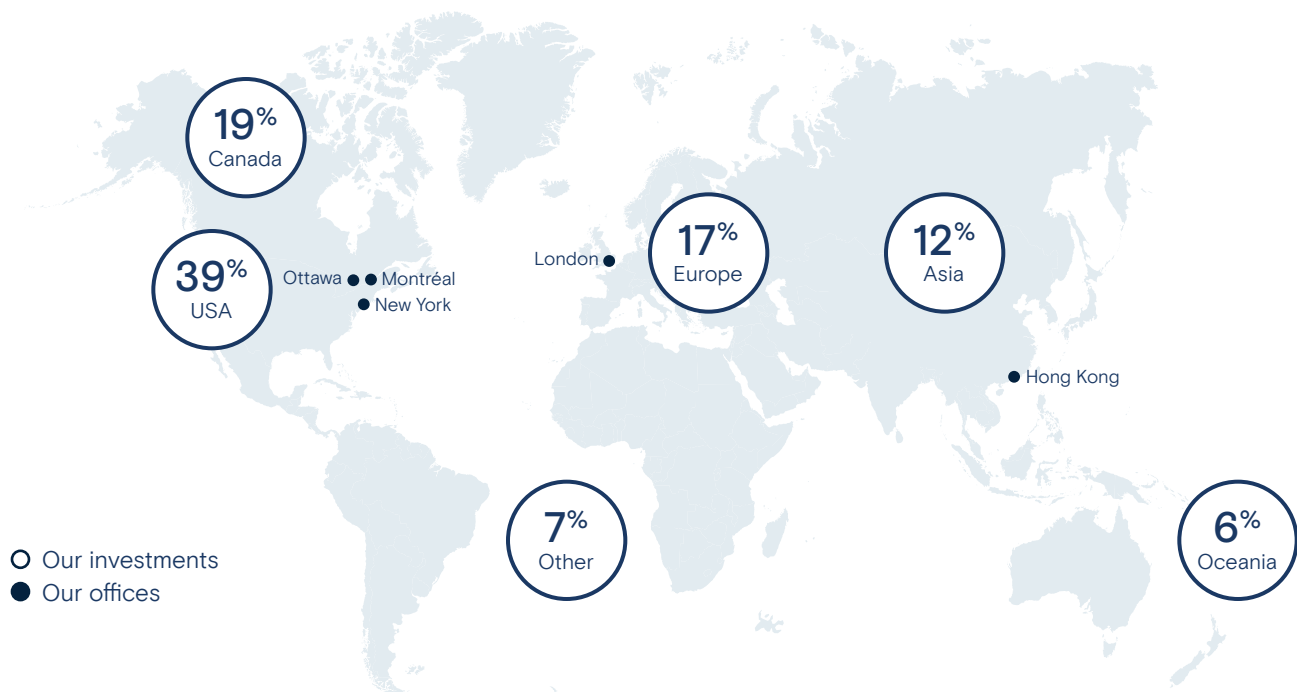 19%
Canada
39%
USA
Ottawa
Montréal
New York
London
17%
Europe
12%
Asia
Hong Kong
7%
Other
6%
Oceania
Our investments
Our offices